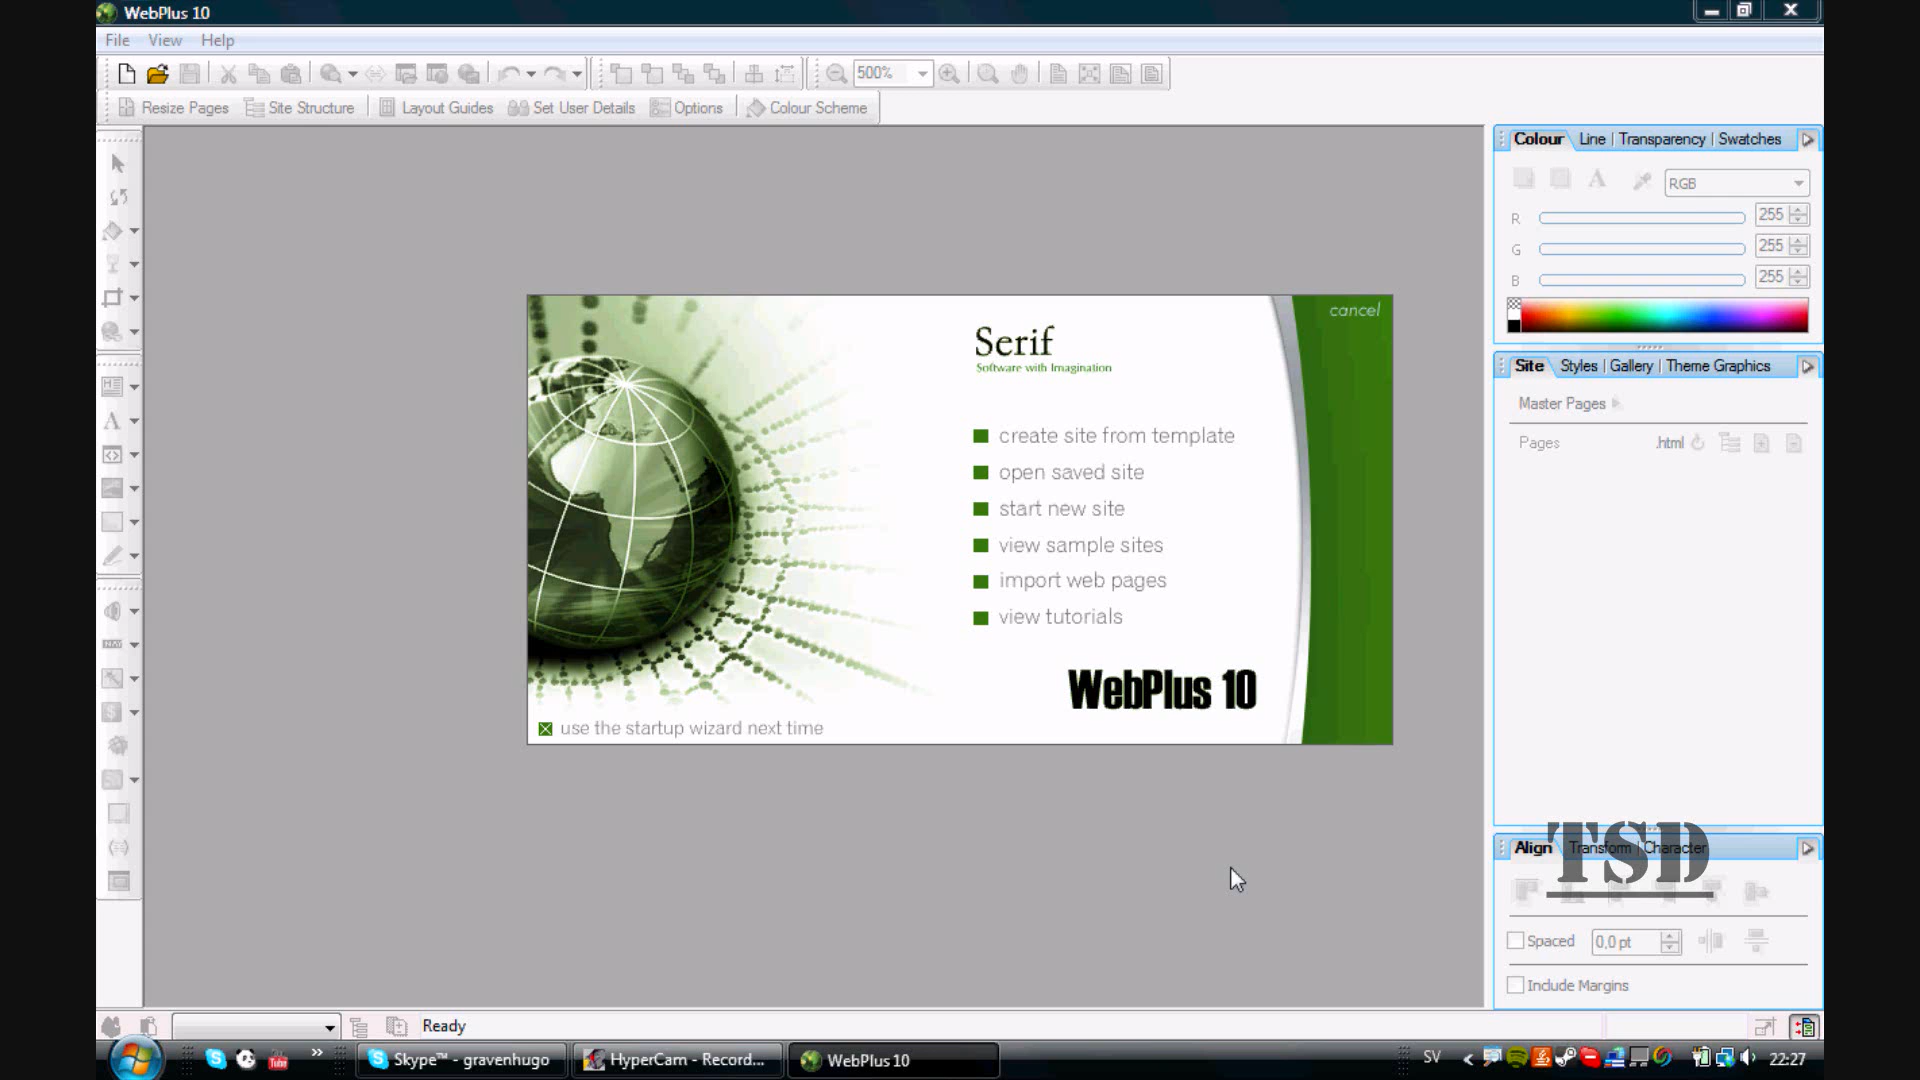 WebPlus 10
File View Help
500%
Resize Pages Site Structure Layout Guides Set User Details Options Colour Scheme
Colour Line | Transparency | Swatches
RGB
R 255
G 255
B 255
cancel
Serif
Software with Imagination
create site from template
open saved site
start new site
view sample sites
import web pages
view tutorials
WebPlus 10
use the startup wizard next time
Site Styles | Gallery | Theme Graphics
Master Pages
Pages .html
TSD
Align Transform | Character
Spaced 0,0 pt
Include Margins
Ready
Skype™ - gravenhugo HyperCam - Record... WebPlus 10 SV 22:27